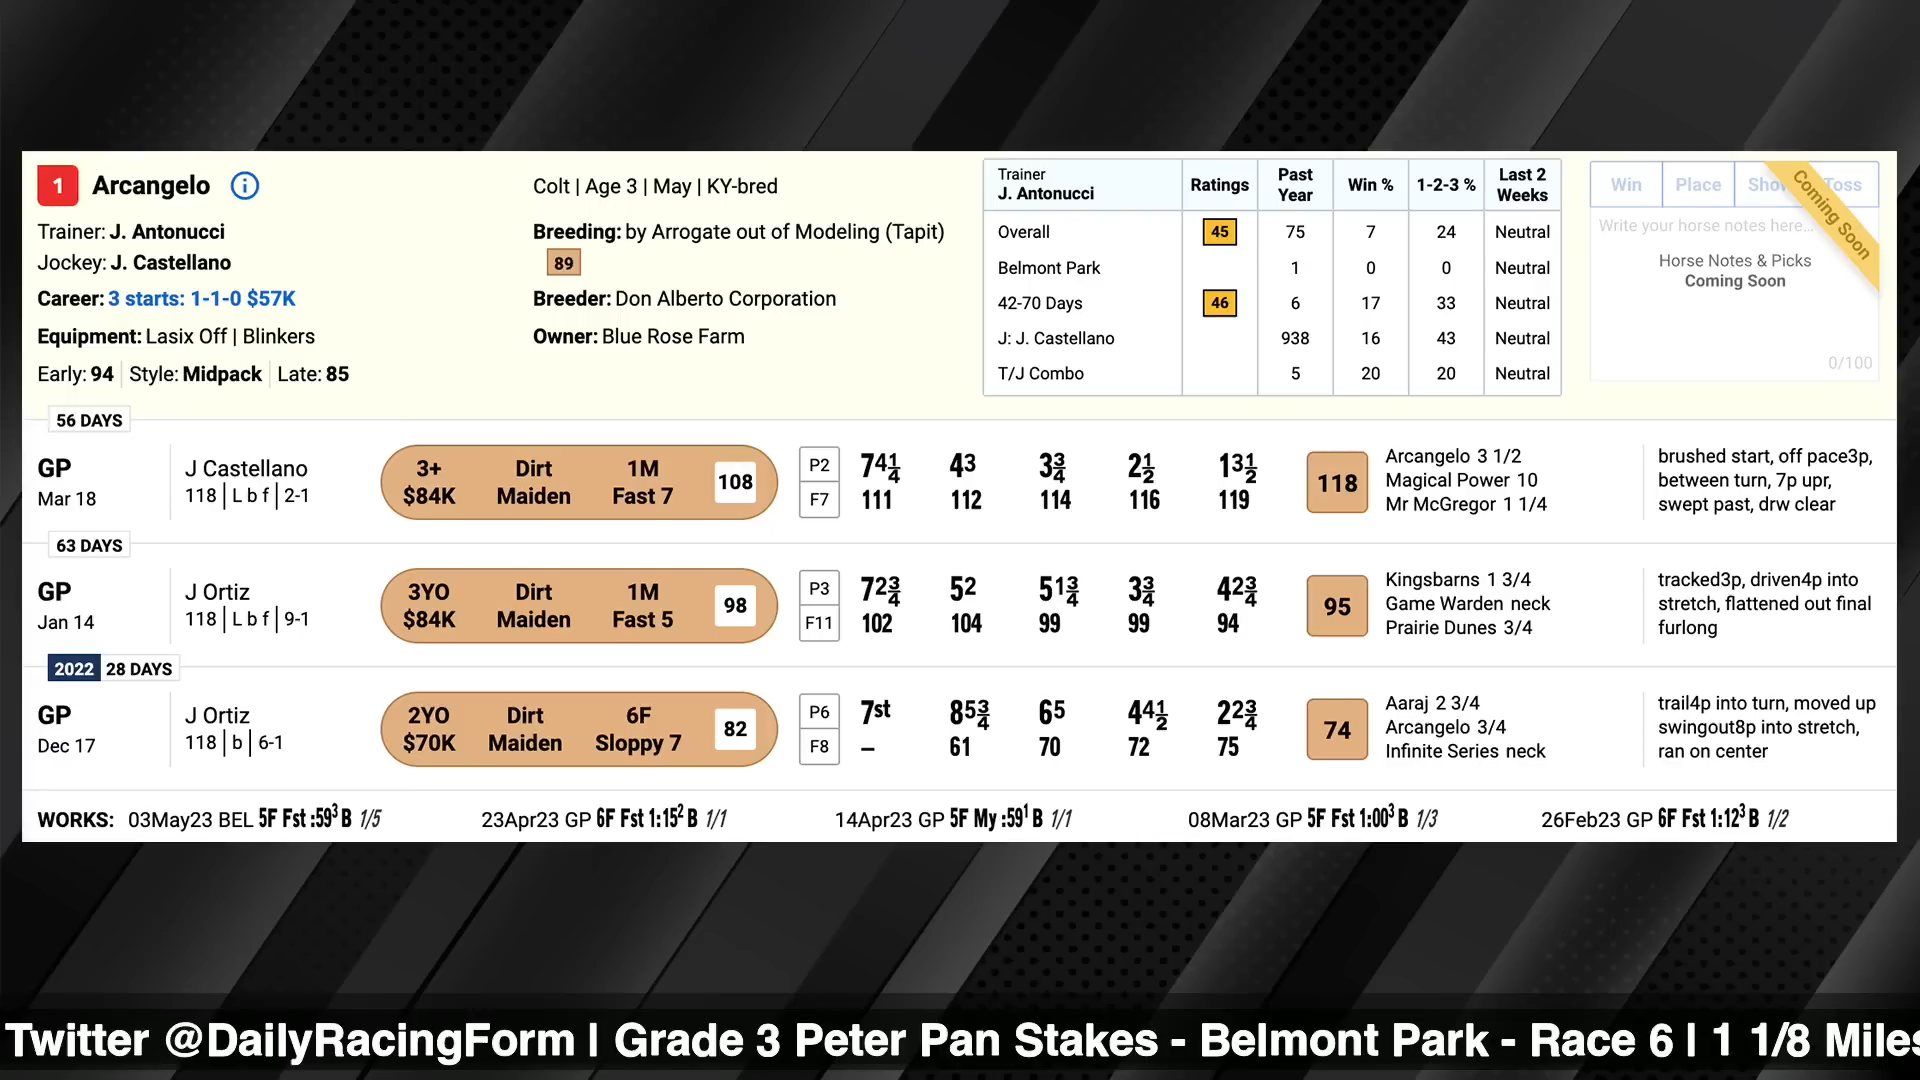 1 Arcangelo i
Trainer: J. Antonucci
Jockey: J. Castellano
Career: 3 starts: 1-1-0 $57K
Equipment: Lasix Off | Blinkers
Early: 94 | Style: Midpack | Late: 85
Colt | Age 3 | May | KY-bred
Breeding: by Arrogate out of Modeling (Tapit)
89
Breeder: Don Alberto Corporation
Owner: Blue Rose Farm
Trainer J. Antonucci Ratings Past Year Win % 1-2-3 % Last 2 Weeks
Overall 45 75 7 24 Neutral
Belmont Park 1 0 0 Neutral
42-70 Days 46 6 17 33 Neutral
J: J. Castellano 938 16 43 Neutral
T/J Combo 5 20 20 Neutral
Win Place Show Toss
Coming Soon
Write your horse notes here...
Horse Notes & Picks
Coming Soon
0/100
56 DAYS
GP J Castellano 3+ Dirt 1M 108 P2 7 4 1/4 4 3 3 3/4 2 1/2 1 3 1/2 118 Arcangelo 3 1/2 brushed start, off pace3p,
Mar 18 118 | L b f | 2-1 $84K Maiden Fast 7 F7 111 112 114 116 119 Magical Power 10 between turn, 7p upr,
Mr McGregor 1 1/4 swept past, drw clear
63 DAYS
GP J Ortiz 3YO Dirt 1M 98 P3 7 2 3/4 5 2 5 1 3/4 3 3/4 4 2 3/4 95 Kingsbarns 1 3/4 tracked3p, driven4p into
Jan 14 118 | L b f | 9-1 $84K Maiden Fast 5 F11 102 104 99 99 94 Game Warden neck stretch, flattened out final
Prairie Dunes 3/4 furlong
2022 28 DAYS
GP J Ortiz 2YO Dirt 6F 82 P6 7st 8 5 3/4 6 5 4 4 1/2 2 2 3/4 74 Aaraj 2 3/4 trail4p into turn, moved up
Dec 17 118 | b | 6-1 $70K Maiden Sloppy 7 F8 – 61 70 72 75 Arcangelo 3/4 swingout8p into stretch,
Infinite Series neck ran on center
WORKS: 03May23 BEL 5F Fst :59³ B 1/5 23Apr23 GP 6F Fst 1:15² B 1/1 14Apr23 GP 5F My :59¹ B 1/1 08Mar23 GP 5F Fst 1:00³ B 1/3 26Feb23 GP 6F Fst 1:12³ B 1/2
Twitter @DailyRacingForm | Grade 3 Peter Pan Stakes - Belmont Park - Race 6 | 1 1/8 Miles